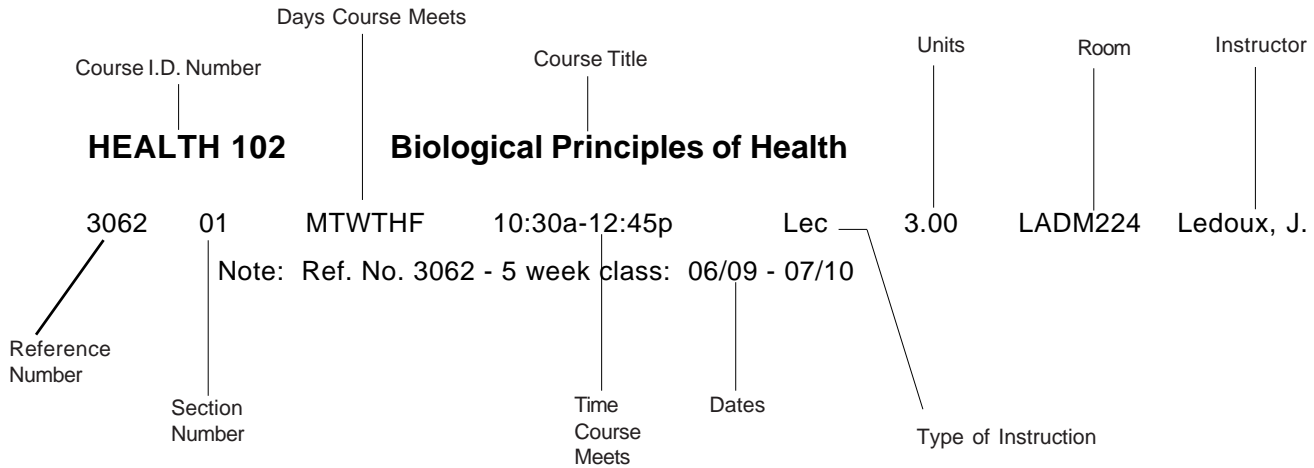 Days Course Meets
Units Room Instructor
Course Title
Course I.D. Number
HEALTH 102 Biological Principles of Health
3062 01 MTWTHF 10:30a-12:45p Lec 3.00 LADM224 Ledoux, J.
Note: Ref. No. 3062 - 5 week class: 06/09 - 07/10
Reference
Number
Section
Number
Time
Course
Meets
Dates
Type of Instruction